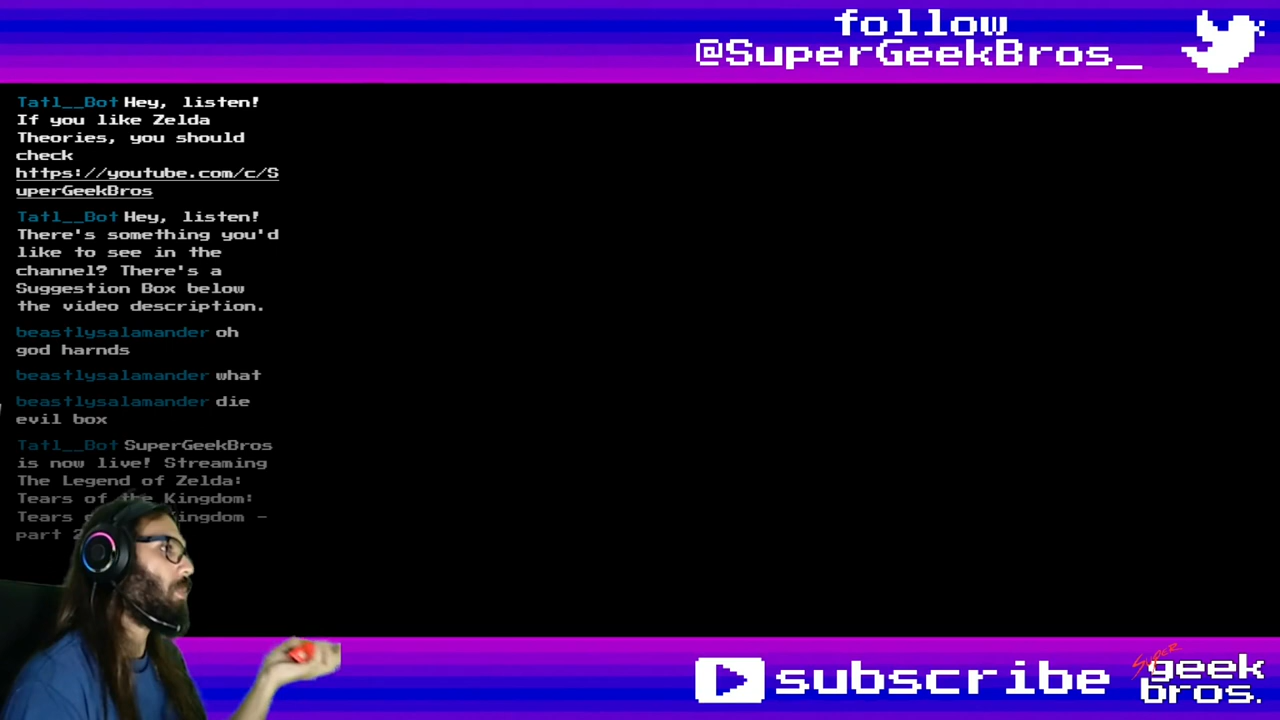 follow
@SuperGeekBros_
Tatl__Bot Hey, listen!
If you like Zelda
Theories, you should
check
https://youtube.com/c/S
uperGeekBros
Tatl__Bot Hey, listen!
There's something you'd
like to see in the
channel? There's a
Suggestion Box below
the video description.
beastlysalamander oh
god harnds
beastlysalamander what
beastlysalamander die
evil box
Tatl__Bot SuperGeekBros
is now live! Streaming
The Legend of Zelda:
Tears of the Kingdom:
Tears Kingdom -
part
subscribe
SUPER
geek
bros.